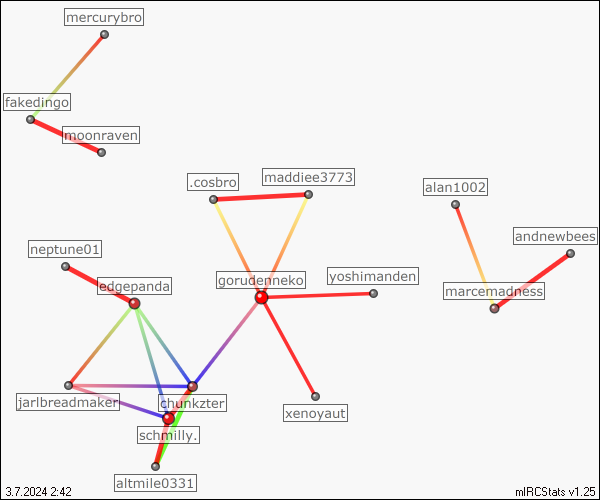 mercurybro
fakedingo
moonraven
.cosbro
maddiee3773
alan1002
andnewbees
neptune01
edgepanda
gorudenneko
yoshimanden
marcemadness
jarlbreadmaker
chunkzter
xenoyaut
schmilly.
altmile0331
3.7.2024 2:42
mIRCStats v1.25